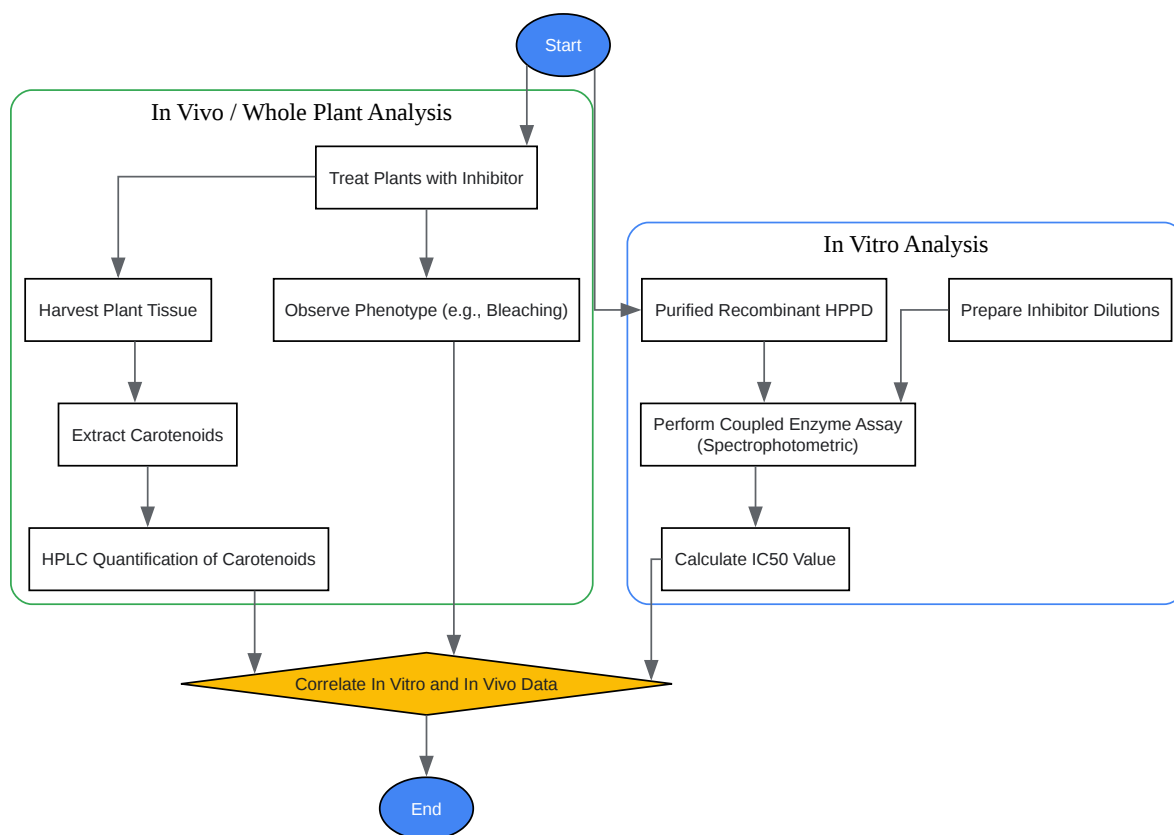 Start
In Vivo / Whole Plant Analysis
Treat Plants with Inhibitor
In Vitro Analysis
Harvest Plant Tissue
Observe Phenotype (e.g., Bleaching)
Purified Recombinant HPPD
Prepare Inhibitor Dilutions
Extract Carotenoids
Perform Coupled Enzyme Assay
(Spectrophotometric)
HPLC Quantification of Carotenoids
Calculate IC50 Value
Correlate In Vitro and In Vivo Data
End